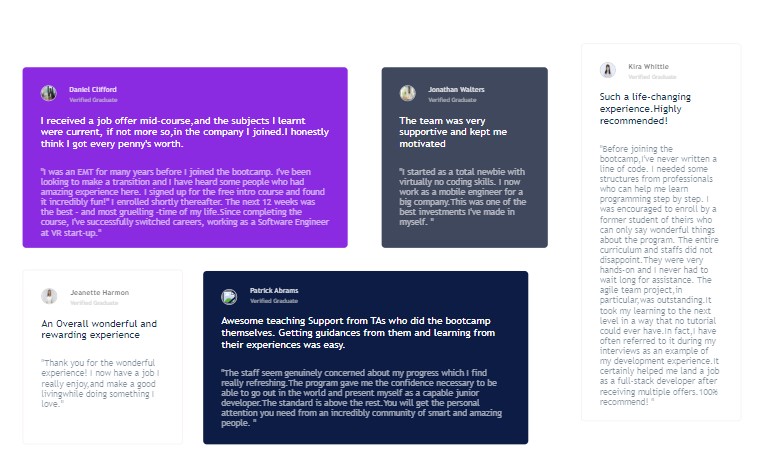 Daniel Clifford
Verified Graduate
I received a job offer mid-course,and the subjects I learnt
were current, if not more so,in the company I joined.I honestly
think I got every penny's worth.
"I was an EMT for many years before I joined the bootcamp. I've been
looking to make a transition and I have heard some people who had
amazing experience here. I signed up for the free intro course and found
it incredibly fun!" I enrolled shortly thereafter. The next 12 weeks was
the best - and most gruelling -time of my life.Since completing the
course, I've successfully switched careers, working as a Software Engineer
at VR start-up."
Jonathan Walters
Verified Graduate
The team was very
supportive and kept me
motivated
"I started as a total newbie with
virtually no coding skills. I now
work as a mobile engineer for a
big company.This was one of the
best investments I've made in
myself. "
Kira Whittle
Verified Graduate
Such a life-changing
experience.Highly
recommended!
"Before joining the
bootcamp,I've never written a
line of code. I needed some
structures from professionals
who can help me learn
programming step by step. I
was encouraged to enroll by a
former student of theirs who
can only say wonderful things
about the program. The entire
curriculum and staffs did not
disappoint.They were very
hands-on and I never had to
wait long for assistance. The
agile team project,in
particular,was outstanding.It
took my learning to the next
level in a way that no tutorial
could ever have.In fact,I have
often referred to it during my
interviews as an example of
my development experience.It
certainly helped me land a job
as a full-stack developer after
receiving multiple offers.100%
recommend! "
Jeanette Harmon
Verified Graduate
An Overall wonderful and
rewarding experience
"Thank you for the wonderful
experience! I now have a job I
really enjoy,and make a good
livingwhile doing something I
love."
Patrick Abrams
Verified Graduate
Awesome teaching Support from TAs who did the bootcamp
themselves. Getting guidances from them and learning from
their experiences was easy.
"The staff seem genuinely concerned about my progress which I find
really refreshing.The program gave me the confidence necessary to be
able to go out in the world and present myself as a capable junior
developer.The standard is above the rest.You will get the personal
attention you need from an incredibly community of smart and amazing
people. "